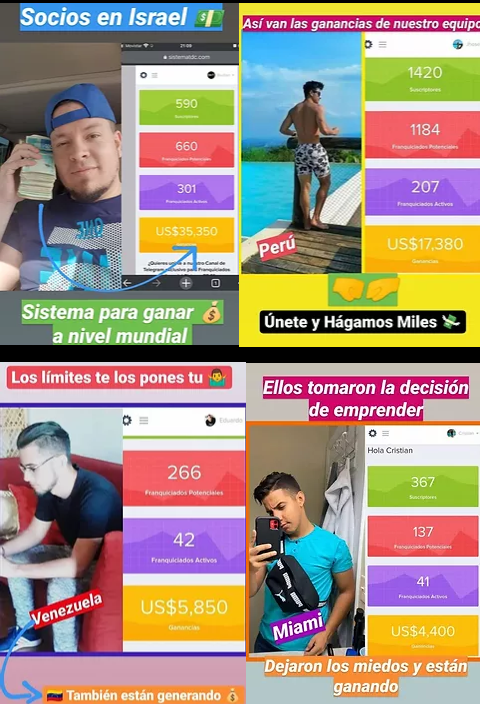 Socios en Israel 💵
Movistar
21:09
sistematdc.com
590
Suscriptores
660
Franquiciados Potenciales
301
Franquiciados Activos
US$35,350
¿Quieres unirte a nuestro Canal de
Telegram exclusivo para Franquiciados
1
Sistema para ganar 💰
a nivel mundial
Así van las ganancias de nuestro equipo
1420
Suscriptores
1184
Franquiciados Potenciales
207
Franquiciados Activos
US$17,380
Ganancias
Perú
🤜🤛
Únete y Hágamos Miles 💸
Los límites te los pones tu 🤷‍♂️
Eduardo
266
Franquiciados Potenciales
42
Franquiciados Activos
US$5,850
Ganancias
Venezuela
🇻🇪 También están generando 💰
Ellos tomaron la decisión
de emprender
Cristian
Hola Cristian
367
Suscriptores
137
Franquiciados Potenciales
41
Franquiciados Activos
US$4,400
Ganancias
Miami
Dejaron los miedos y están
ganando